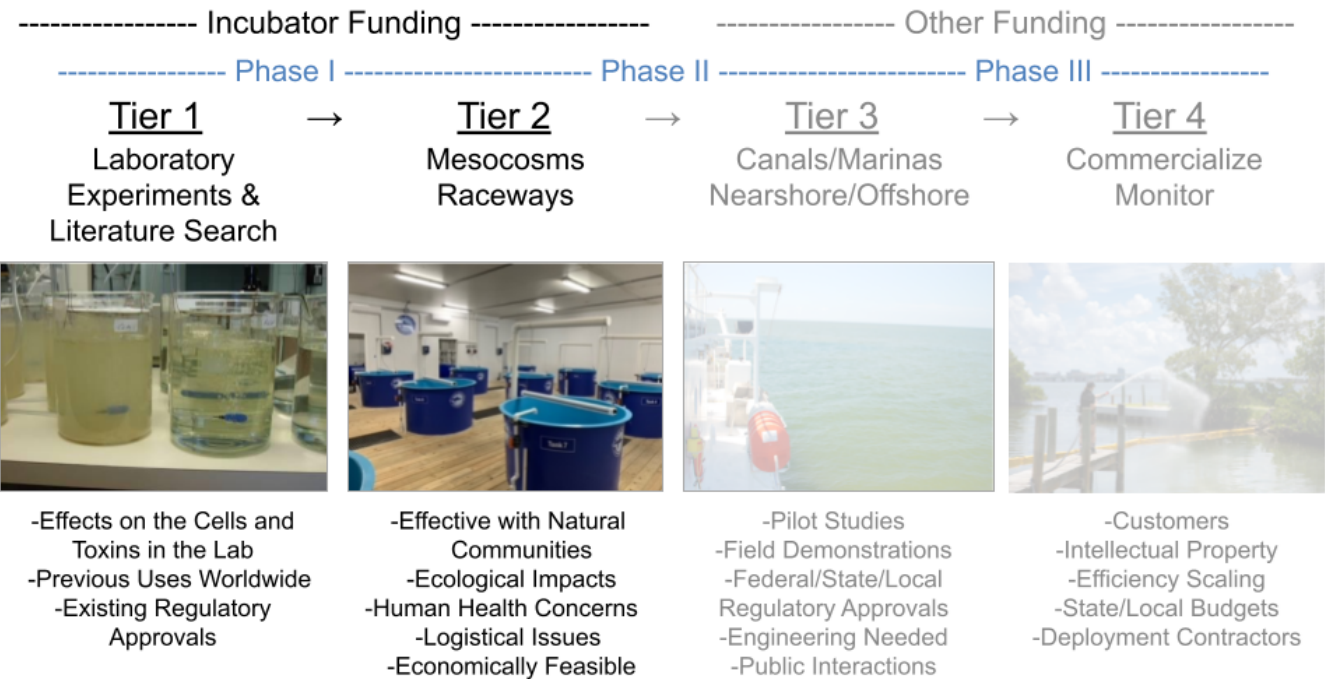 ------------------ Incubator Funding ------------------ ------------------ Other Funding ------------------
----------------- Phase I ------------------------- Phase II ------------------------- Phase III -----------------
Tier 1 → Tier 2 → Tier 3 → Tier 4
Laboratory
Experiments &
Literature Search
Mesocosms
Raceways
Canals/Marinas
Nearshore/Offshore
Commercialize
Monitor
Tank 7
-Effects on the Cells and
Toxins in the Lab
-Previous Uses Worldwide
-Existing Regulatory
Approvals
-Effective with Natural
Communities
-Ecological Impacts
-Human Health Concerns
-Logistical Issues
-Economically Feasible
-Pilot Studies
-Field Demonstrations
-Federal/State/Local
Regulatory Approvals
-Engineering Needed
-Public Interactions
-Customers
-Intellectual Property
-Efficiency Scaling
-State/Local Budgets
-Deployment Contractors